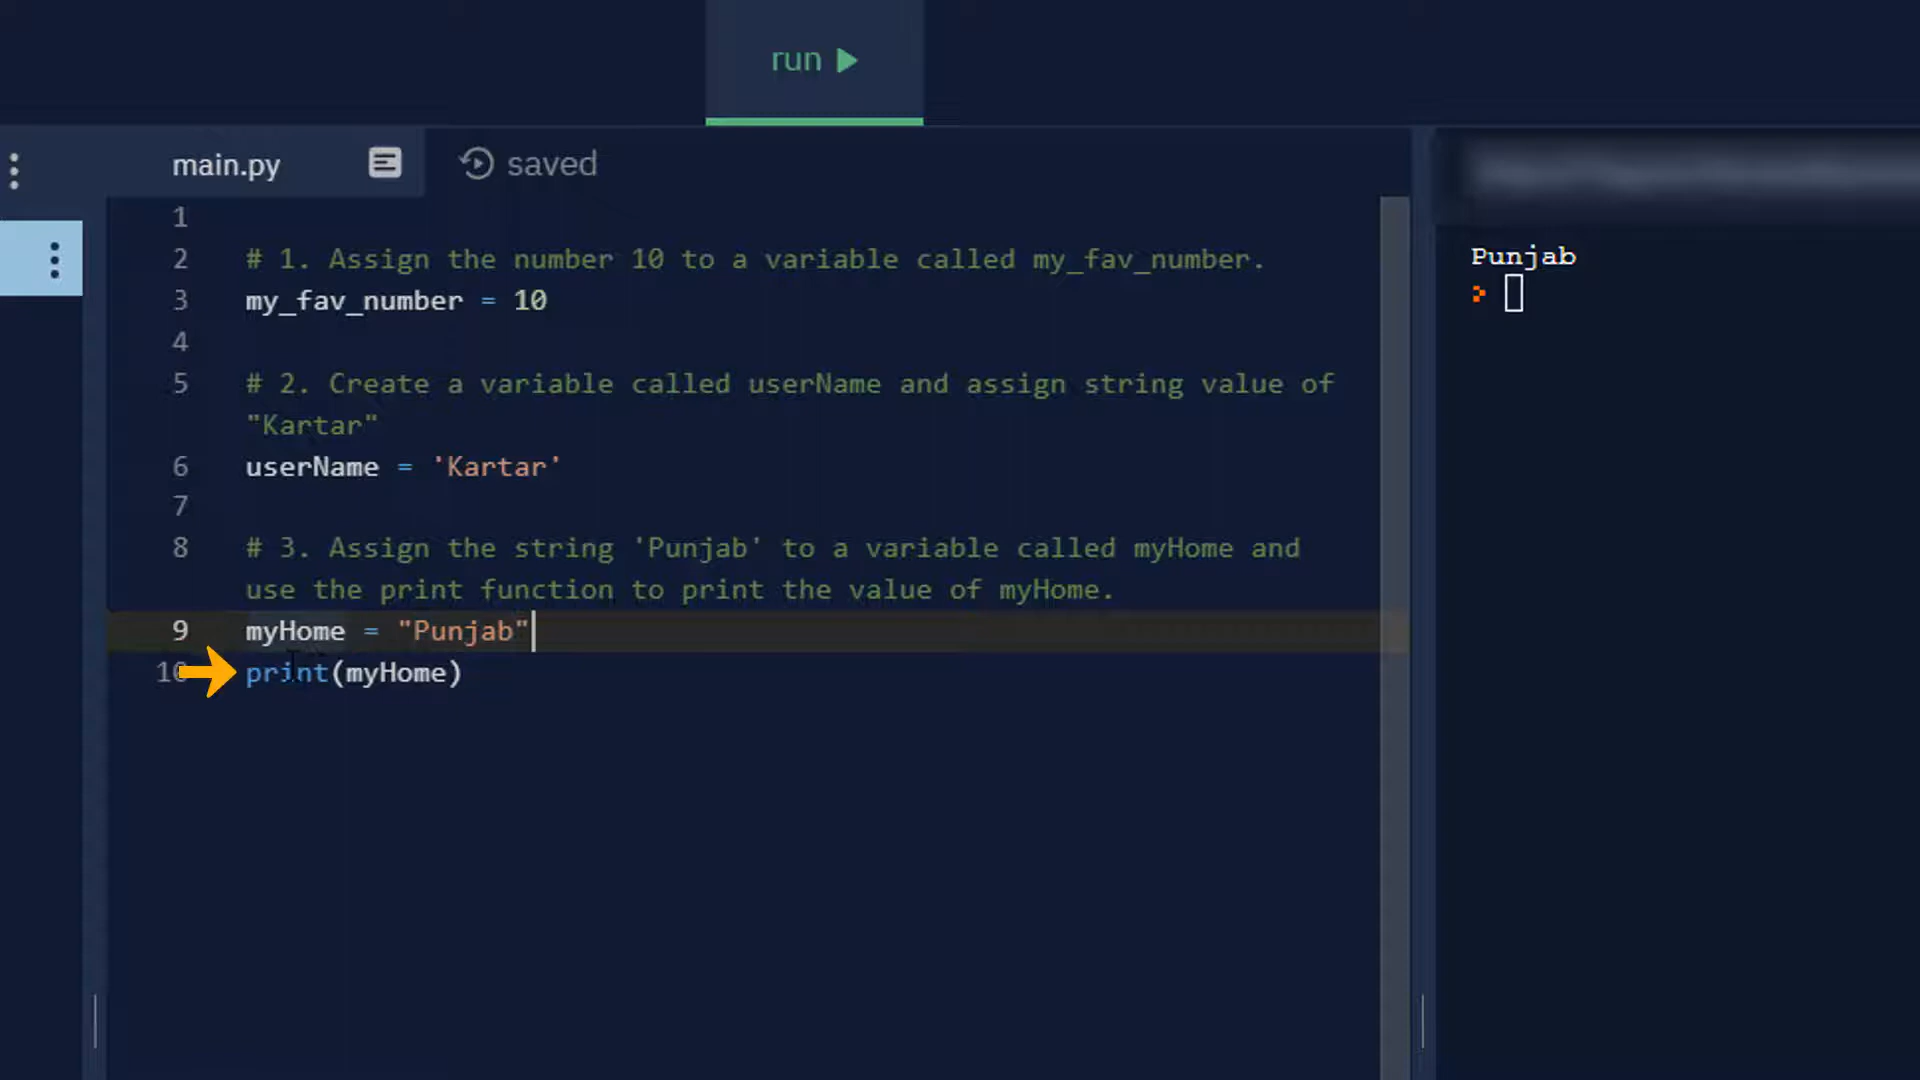 run
main.py
saved
1
2 # 1. Assign the number 10 to a variable called my_fav_number.
3 my_fav_number = 10
4
5 # 2. Create a variable called userName and assign string value of
"Kartar"
6 userName = 'Kartar'
7
8 # 3. Assign the string 'Punjab' to a variable called myHome and
use the print function to print the value of myHome.
9 myHome = "Punjab"
10 print(myHome)
Punjab